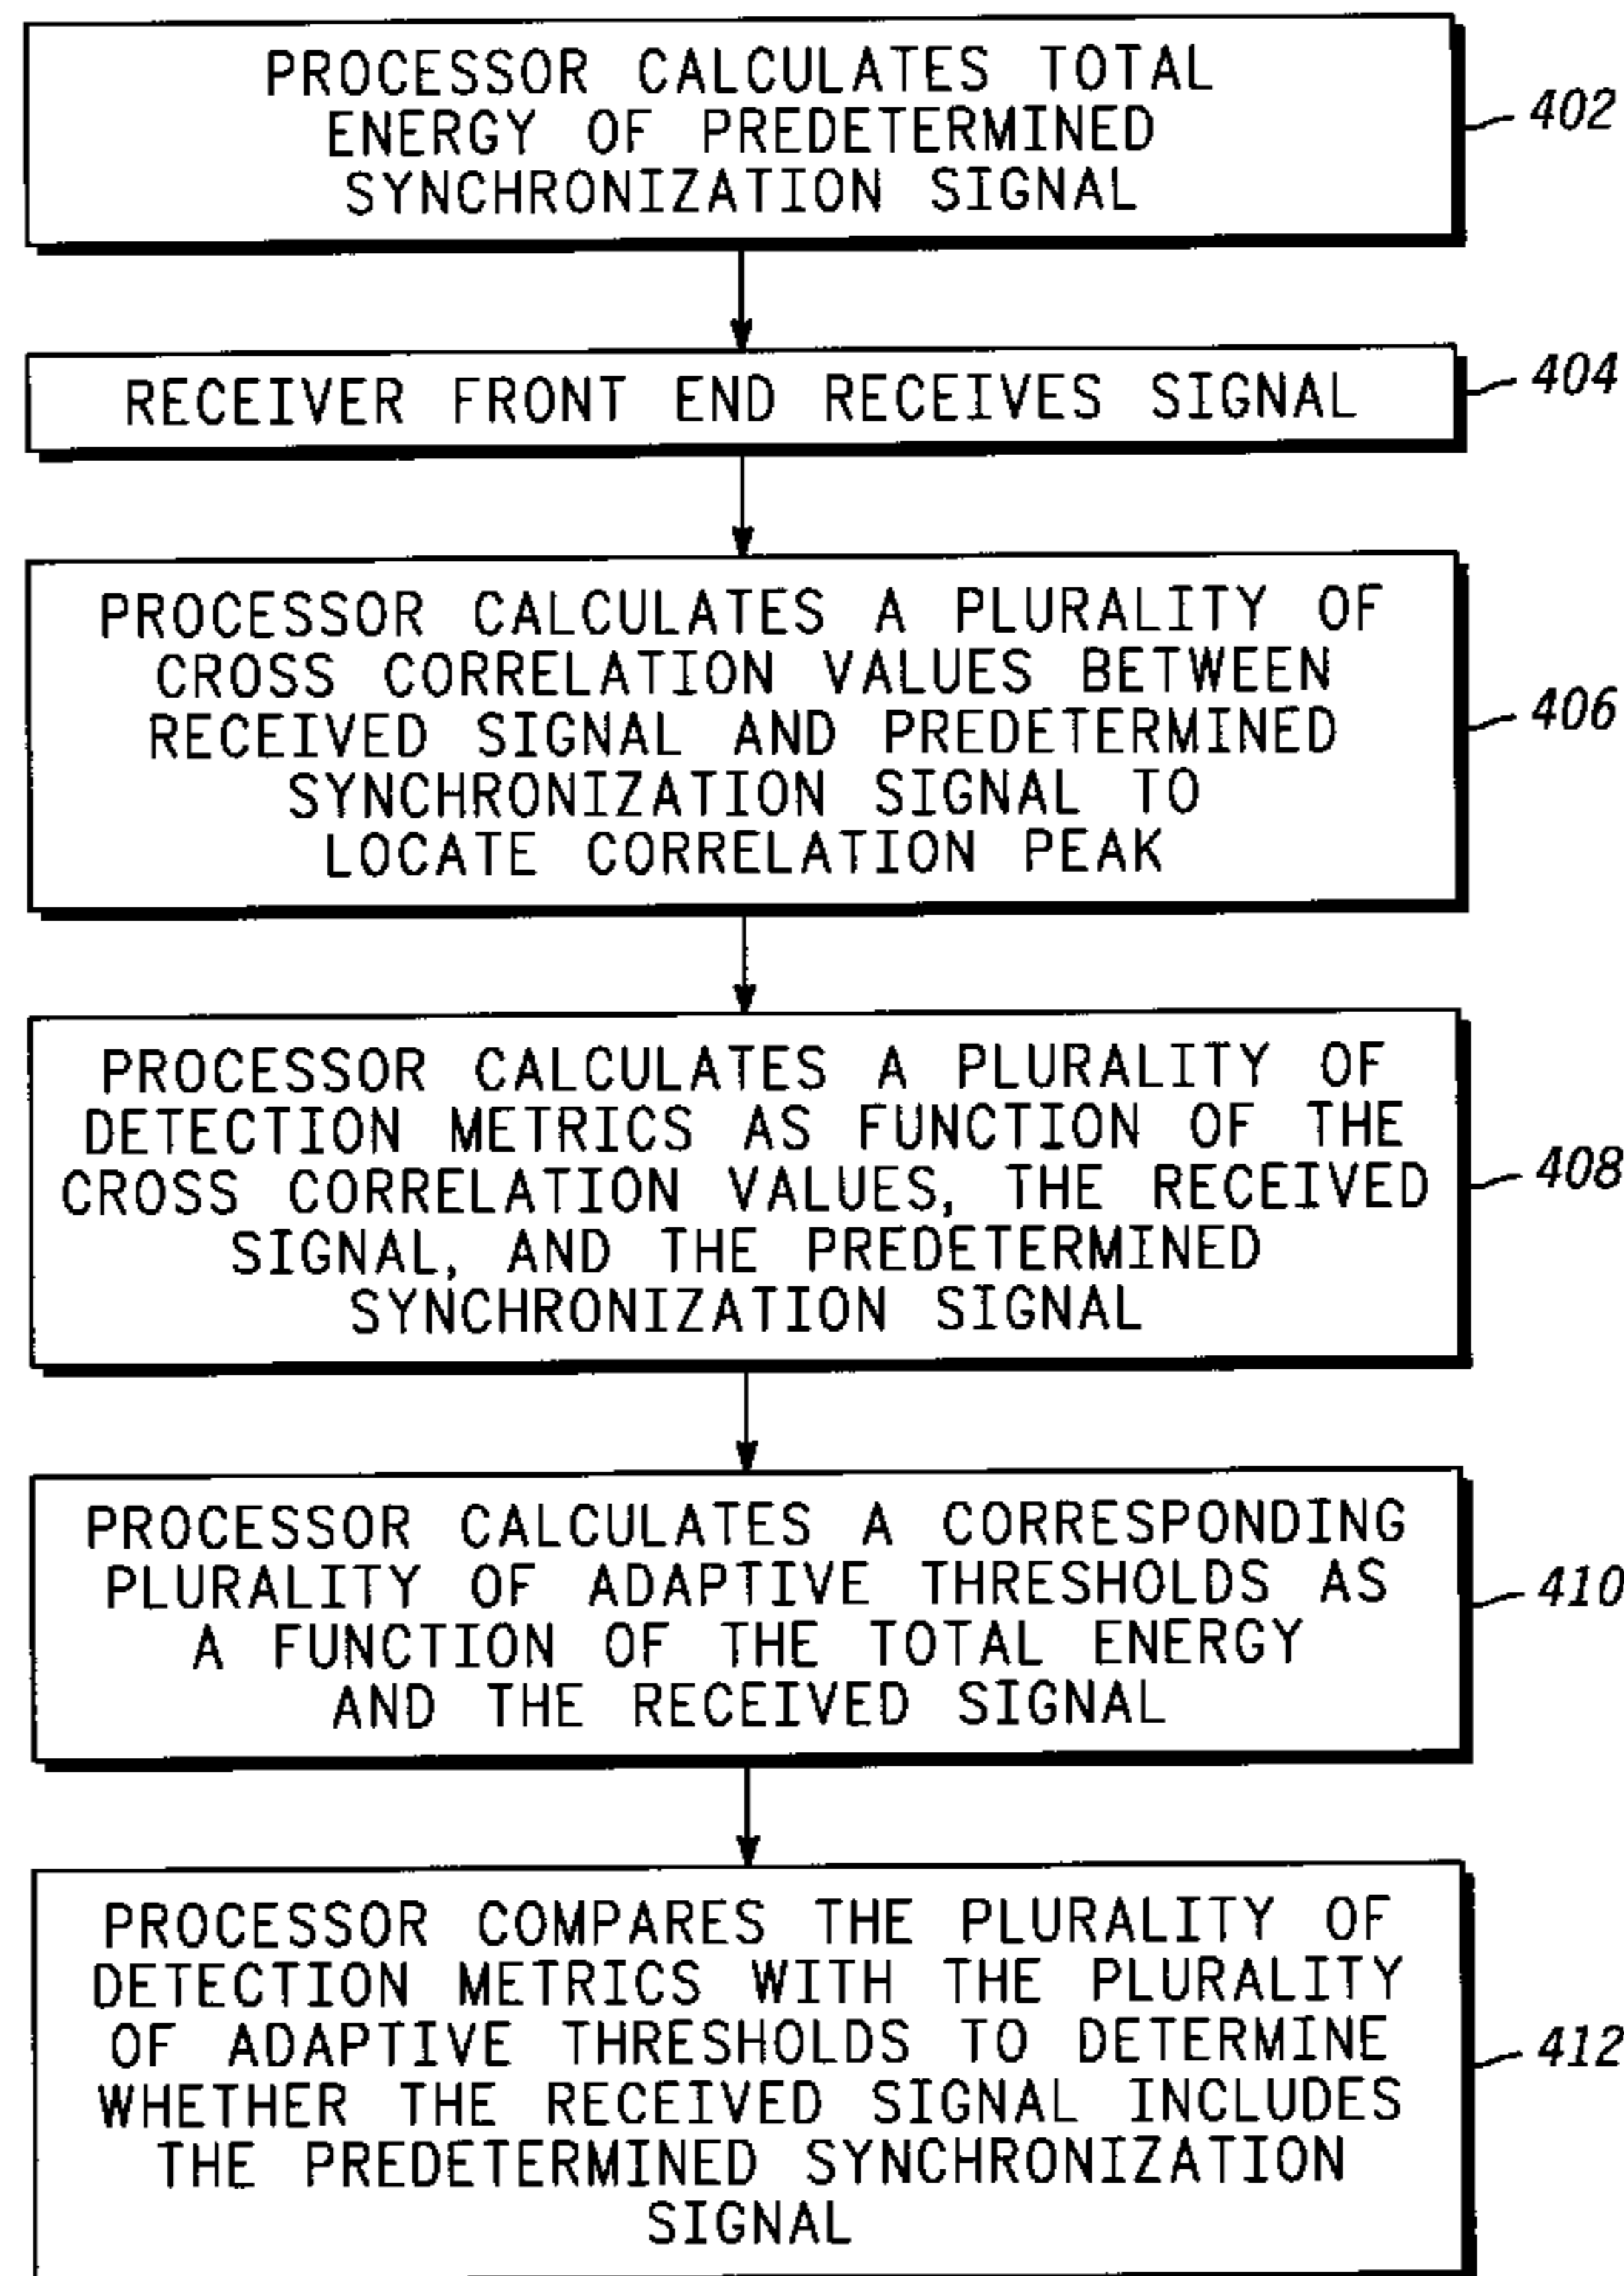 PROCESSOR CALCULATES TOTAL
ENERGY OF PREDETERMINED
SYNCHRONIZATION SIGNAL
402
RECEIVER FRONT END RECEIVES SIGNAL
404
PROCESSOR CALCULATES A PLURALITY OF
CROSS CORRELATION VALUES BETWEEN
RECEIVED SIGNAL AND PREDETERMINED
SYNCHRONIZATION SIGNAL TO
LOCATE CORRELATION PEAK
406
PROCESSOR CALCULATES A PLURALITY OF
DETECTION METRICS AS FUNCTION OF THE
CROSS CORRELATION VALUES, THE RECEIVED
SIGNAL, AND THE PREDETERMINED
SYNCHRONIZATION SIGNAL
408
PROCESSOR CALCULATES A CORRESPONDING
PLURALITY OF ADAPTIVE THRESHOLDS AS
A FUNCTION OF THE TOTAL ENERGY
AND THE RECEIVED SIGNAL
410
PROCESSOR COMPARES THE PLURALITY OF
DETECTION METRICS WITH THE PLURALITY
OF ADAPTIVE THRESHOLDS TO DETERMINE
WHETHER THE RECEIVED SIGNAL INCLUDES
THE PREDETERMINED SYNCHRONIZATION
SIGNAL
412